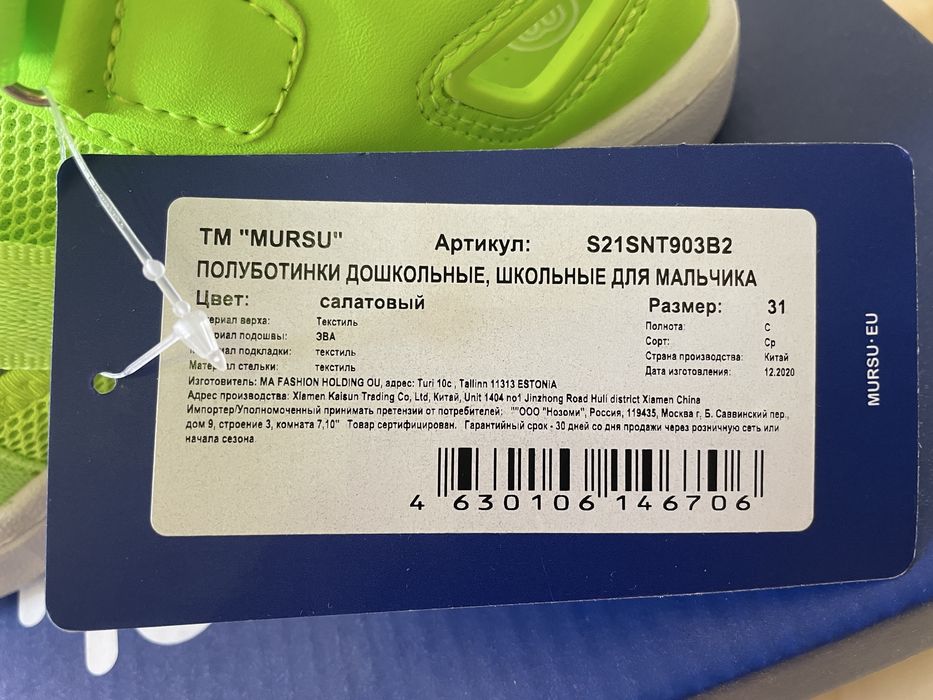 ТМ "MURSU" Артикул: S21SNT903B2
ПОЛУБОТИНКИ ДОШКОЛЬНЫЕ, ШКОЛЬНЫЕ ДЛЯ МАЛЬЧИКА
Цвет: салатовый Размер: 31
верха: Текстиль Полнота: С
подошвы: ЭВА Сорт: Ср
подкладки: текстиль Страна производства: Китай
Материал стельки: текстиль Дата изготовления: 12.2020
Изготовитель: MA FASHION HOLDING OU, адрес: Turi 10c , Tallinn 11313 ESTONiA
Адрес производства: Xiamen Kaisun Trading Co, Ltd, Китай, Unit 1404 no1 Jinzhong Road Huli district Xiamen China
Импортер/Уполномоченный принимать претензии от потребителей: ""ООО "Нозоми", Россия, 119435, Москва г, Б. Саввинский пер.,
дом 9, строение 3, комната 7,10" Товар сертифицирован. Гарантийный срок - 30 дней со дня продажи через розничную сеть или
начала сезона
4 630106 146706
MURSU·EU